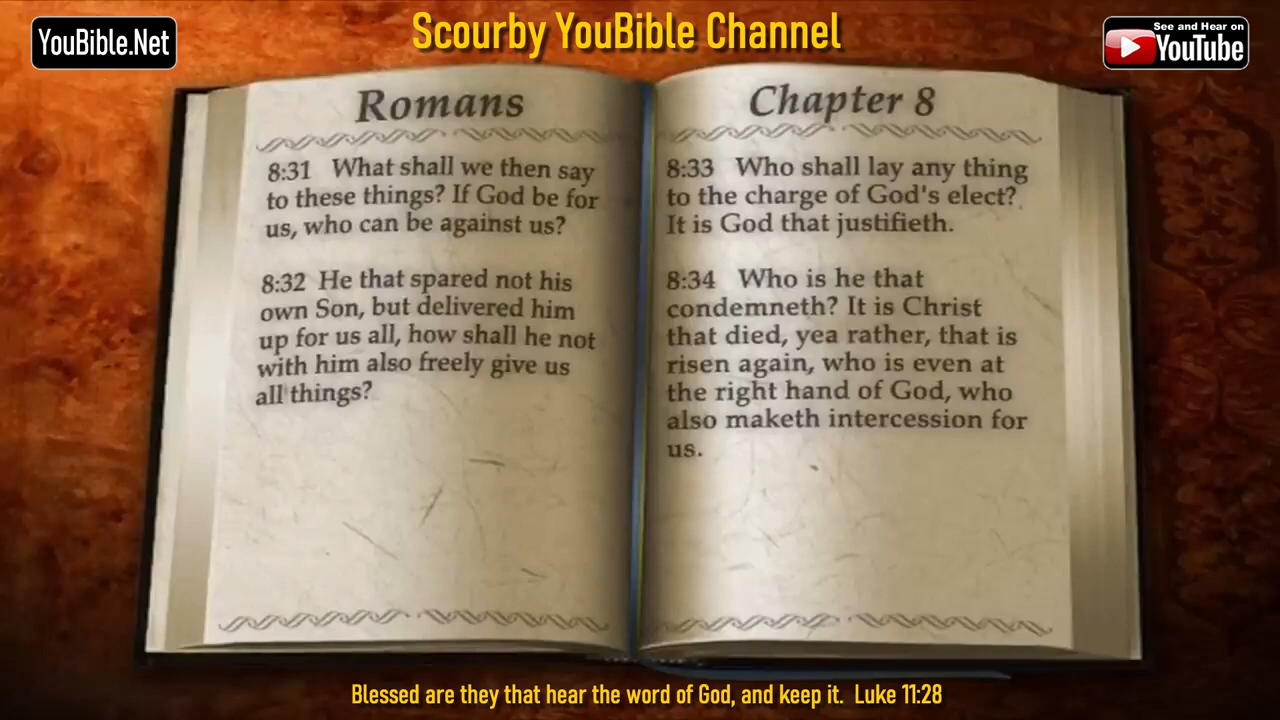 YouBible.Net
Scourby YouBible Channel
See and Hear on
YouTube
Romans
8:31 What shall we then say
to these things? If God be for
us, who can be against us?
8:32 He that spared not his
own Son, but delivered him
up for us all, how shall he not
with him also freely give us
all things?
Chapter 8
8:33 Who shall lay any thing
to the charge of God's elect?
It is God that justifieth.
8:34 Who is he that
condemneth? It is Christ
that died, yea rather, that is
risen again, who is even at
the right hand of God, who
also maketh intercession for
us.
Blessed are they that hear the word of God, and keep it. Luke 11:28